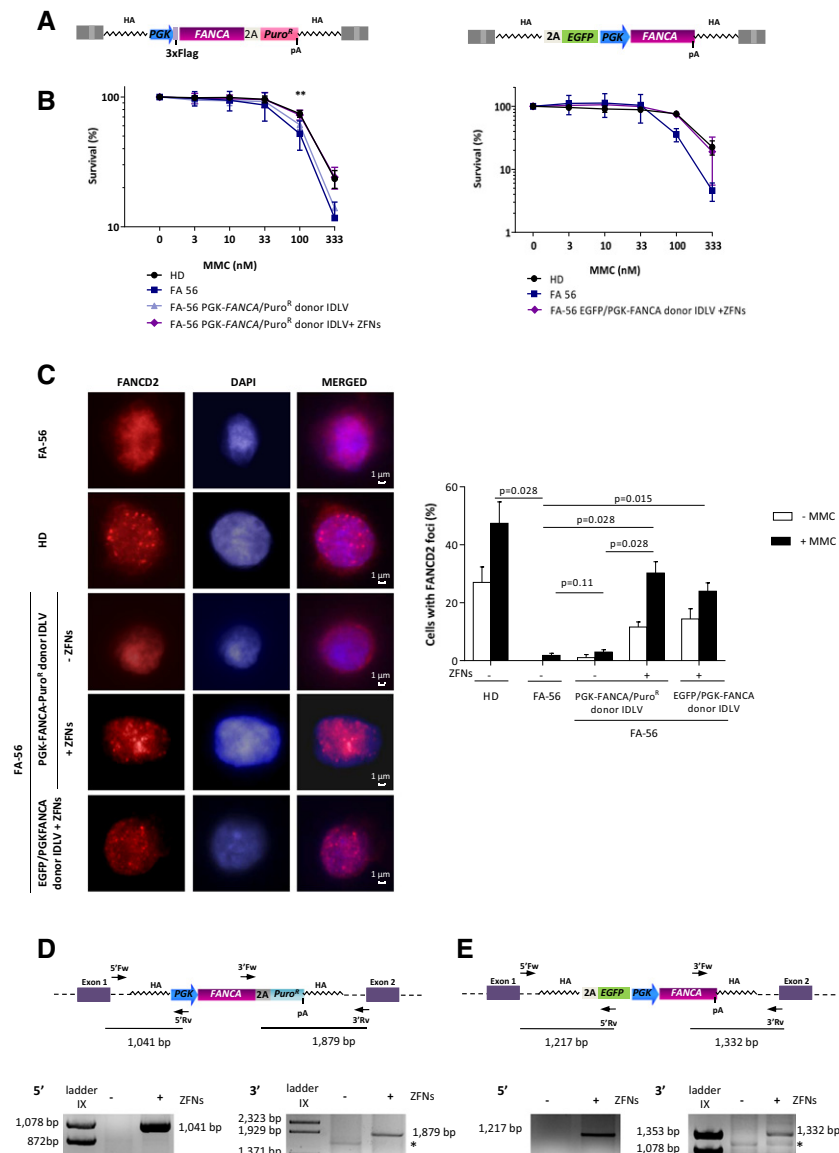 A
HA
PGK
FANCA
2A
Puro^R
HA
3xFlag
pA
HA
2A
EGFP
PGK
FANCA
HA
pA
B
**
100
10
Survival (%)
0 3 10 33 100 333
MMC (nM)
HD
FA 56
FA-56 PGK-FANCA/Puro^R donor IDLV
FA-56 PGK-FANCA/Puro^R donor IDLV+ ZFNs
100
10
1
Survival (%)
0 3 10 33 100 333
MMC (nM)
HD
FA 56
FA-56 EGFP/PGK-FANCA donor IDLV +ZFNs
C
FANCD2 DAPI MERGED
FA-56
1 µm
HD
1 µm
FA-56
PGK-FANCA-Puro^R donor IDLV
- ZFNs
1 µm
+ ZFNs
1 µm
EGFP/PGKFANCA
donor IDLV + ZFNs
1 µm
Cells with FANCD2 foci (%)
60
40
20
0
p=0.028
p=0.015
p=0.028
p=0.028
p=0.11
- MMC
+ MMC
ZFNs - - - + +
HD
FA-56
PGK-FANCA/Puro^R
donor IDLV
EGFP/PGK-FANCA
donor IDLV
FA-56
D
5'Fw
3'Fw
Exon 1
HA
PGK
FANCA
2A
Puro^R
HA
Exon 2
5'Rv
pA
3'Rv
1,041 bp
1,879 bp
5'
ladder
IX
- + ZFNs
1,078 bp
872bp
1,041 bp
3'
ladder
IX
- + ZFNs
2,323 bp
1,929 bp
1,371
1,879 bp
*
E
5'Fw
3'Fw
Exon 1
HA
2A
EGFP
PGK
FANCA
HA
Exon 2
5'Rv
pA
3'Rv
1,217 bp
1,332 bp
5'
- + ZFNs
1,217 bp
3'
ladder
IX
- + ZFNs
1,353 bp
1,078 bp
1,332 bp
*